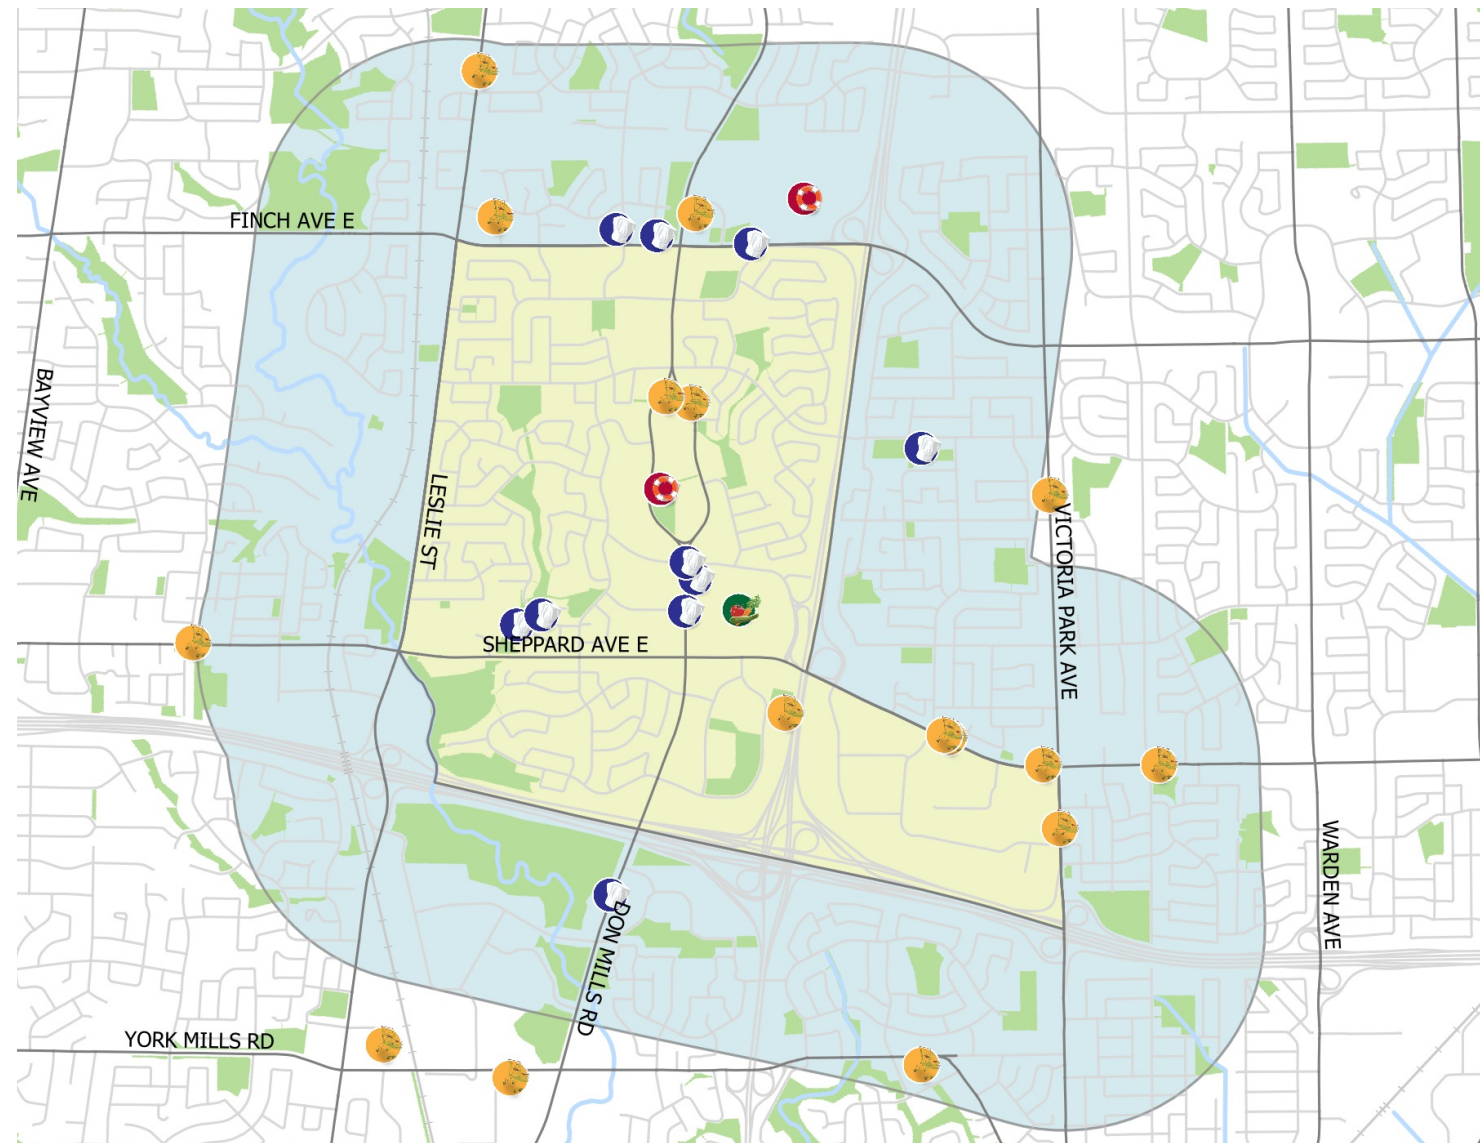 FINCH AVE E
BAYVIEW AVE
LESLIE ST
VICTORIA PARK AVE
SHEPPARD AVE E
WARDEN AVE
DON MILLS RD
YORK MILLS RD